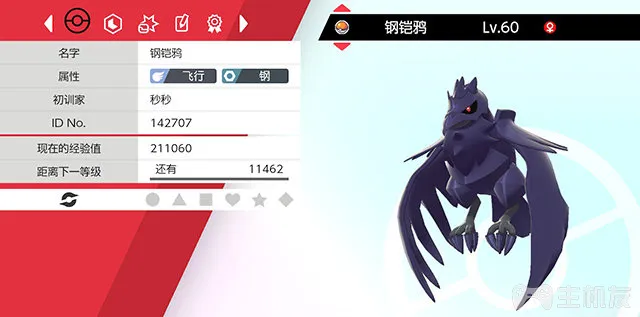 钢铠鸦 Lv.60 ♀
名字 钢铠鸦
属性 飞行 钢
初训家 秒秒
ID No. 142707
现在的经验值 211060
距离下一等级 还有 11462
主机友